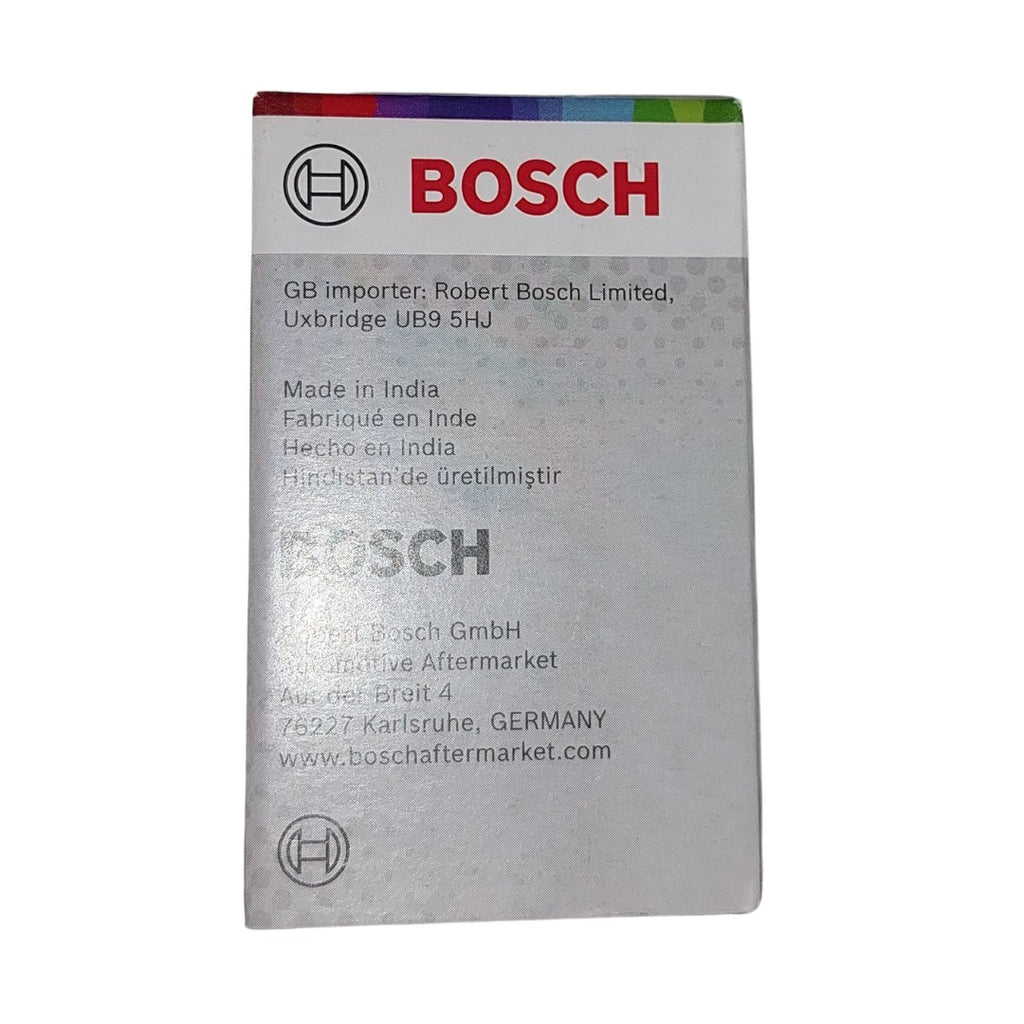 BOSCH
GB importer: Robert Bosch Limited,
Uxbridge UB9 5HJ
Made in India
Fabriqué en Inde
Hecho en India
Hindistan'de üretilmiştir
BOSCH
Robert Bosch GmbH
Automotive Aftermarket
Auf der Breit 4
76227 Karlsruhe, GERMANY
www.boschaftermarket.com